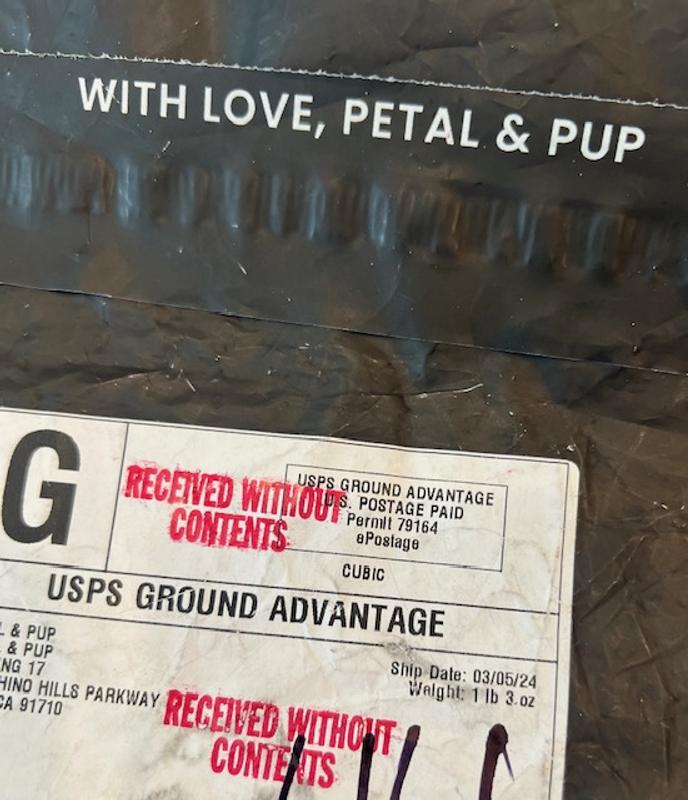 WITH LOVE, PETAL & PUP
G
RECEIVED WITHOUT
CONTENTS
USPS GROUND ADVANTAGE
U.S. POSTAGE PAID
Permit 79164
ePostage
CUBIC
USPS GROUND ADVANTAGE
L & PUP
& PUP
NG 17
HINO HILLS PARKWAY
CA 91710
Ship Date: 03/05/24
Weight: 1 lb 3 oz
RECEIVED WITHOUT
CONTENTS